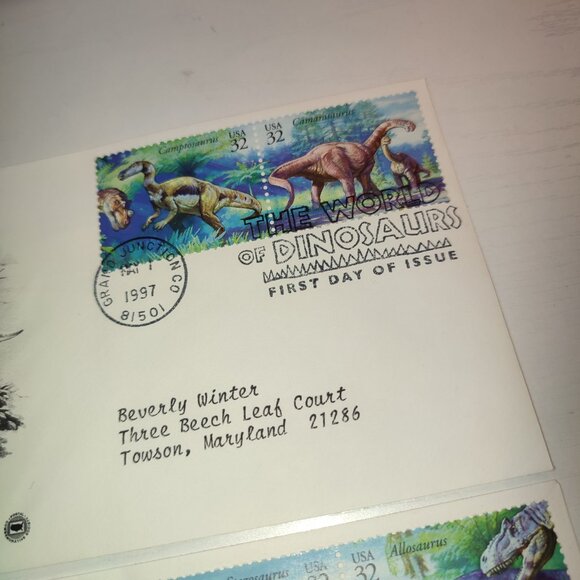 Camptosaurus
USA
32
USA
32
Camarasaurus
THE WORLD
OF DINOSAURS
FIRST DAY OF ISSUE
GRAND JUNCTION CO
MAY 1
1997
81501
Beverly Winter
Three Beech Leaf Court
Towson, Maryland 21286
32
USA
32
Allosaurus